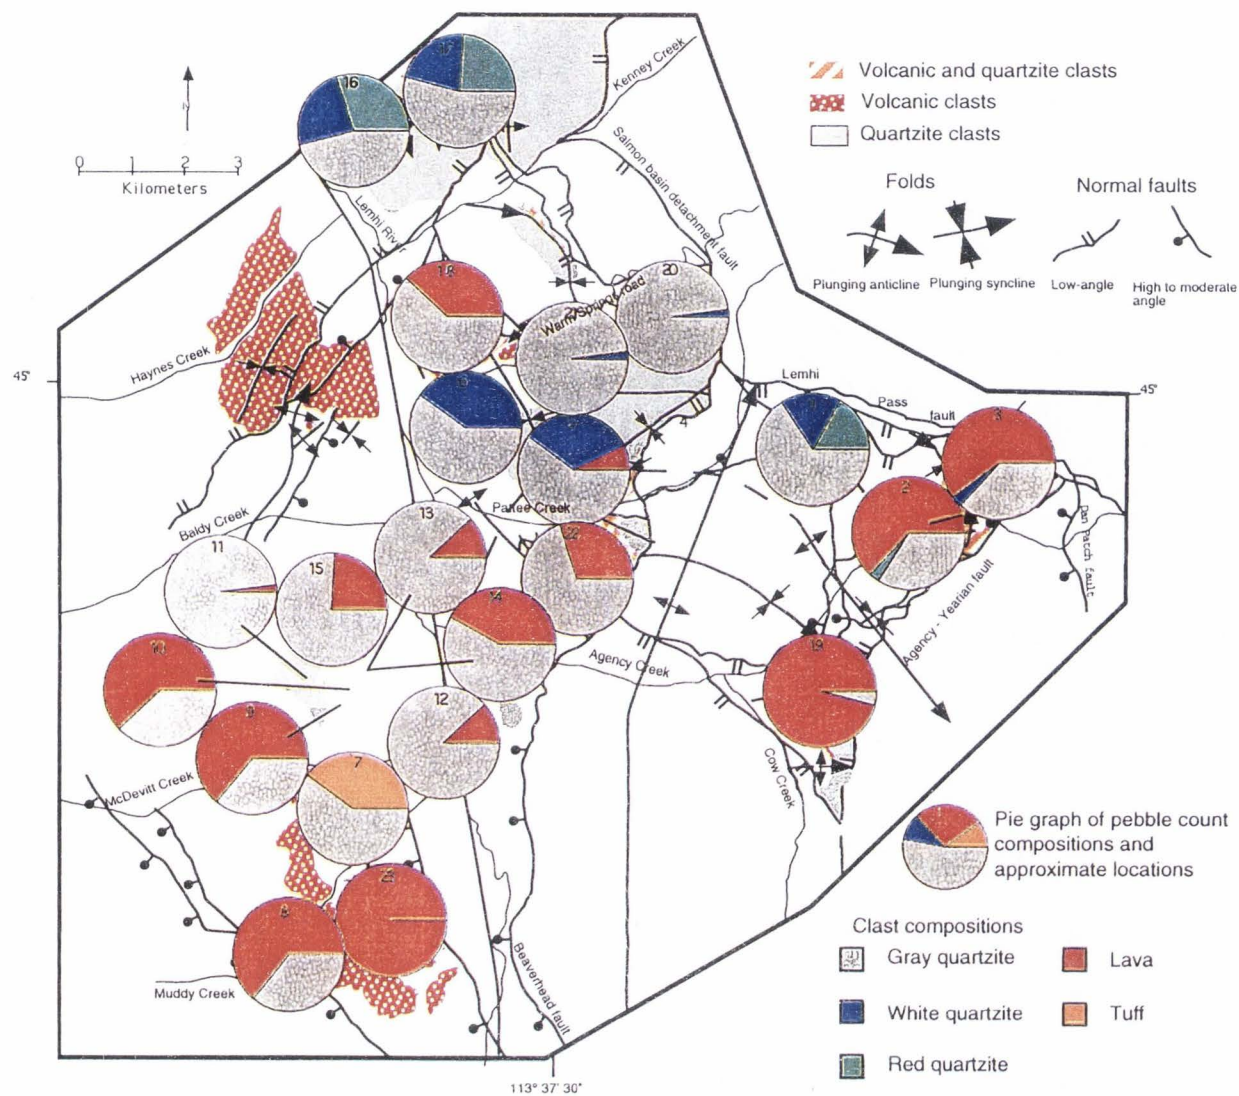 Kenney Creek
Volcanic and quartzite clasts
Volcanic clasts
Quartzite clasts
16
N
0 1 2 3
Kilometers
Salmon basin detachment fault
Folds
Normal faults
Lemhi River
Plunging anticline
Plunging syncline
Low-angle
High to moderate
angle
18
20
Warm Springs road
Haynes Creek
45°
Lemhi
Pass
fault
45°
4
3
2
Pattee Creek
Baldy Creek
13
11
15
22
14
Dan Patch fault
Agency - Yearian fault
10
19
Agency Creek
12
9
7
McDevitt Creek
Cow Creek
Pie graph of pebble count
compositions and
approximate locations
8
Muddy Creek
Beaverhead fault
Clast compositions
Gray quartzite
Lava
White quartzite
Tuff
Red quartzite
113° 37' 30"